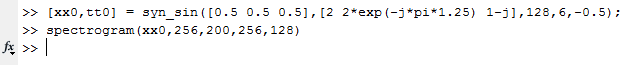 >> [xx0,tt0] = syn_sin([0.5 0.5 0.5],[2 2*exp(-j*pi*1.25) 1-j],128,6,-0.5);
>> spectrogram(xx0,256,200,256,128)
fx >>